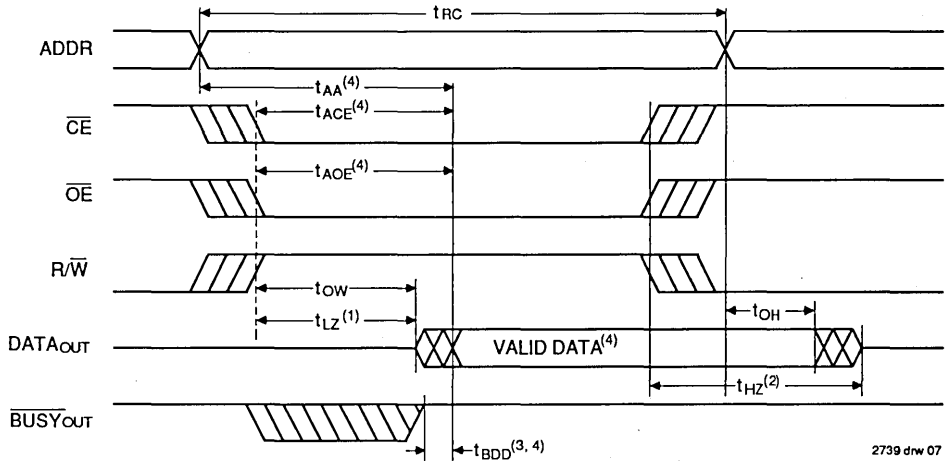 tRC
ADDR
tAA(4)
tACE(4)
CE
tAOE(4)
OE
R/W
tOW
tLZ(1)
tOH
DATAOUT
VALID DATA(4)
tHZ(2)
BUSYOUT
tBDD(3, 4)
2739 drw 07